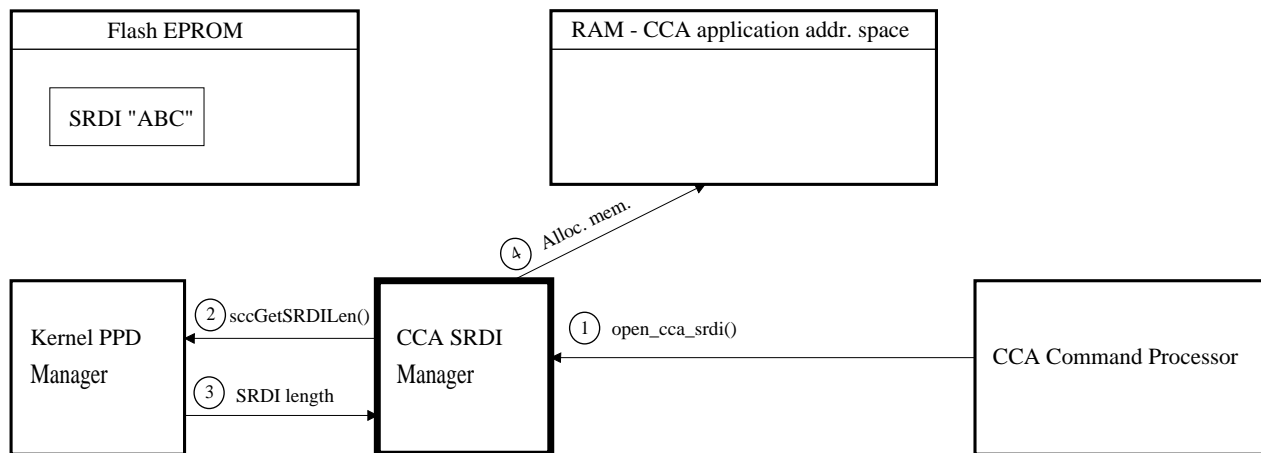 Flash EPROM
RAM - CCA application addr. space
SRDI "ABC"
4 Alloc. mem.
2 sccGetSRDILen()
1 open_cca_srdi()
Kernel PPD
Manager
CCA SRDI
Manager
CCA Command Processor
3 SRDI length